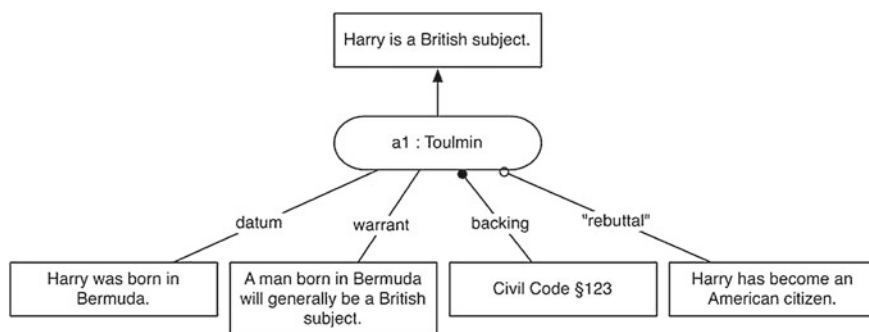 Harry is a British subject.
a1 : Toulmin
datum
warrant
backing
"rebuttal"
Harry was born in
Bermuda.
A man born in Bermuda
will generally be a British
subject.
Civil Code §123
Harry has become an
American citizen.